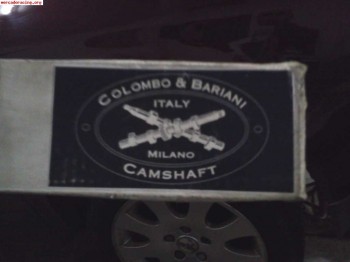 mercadoracing.org
COLOMBO & BARIANI
ITALY
MILANO
CAMSHAFT